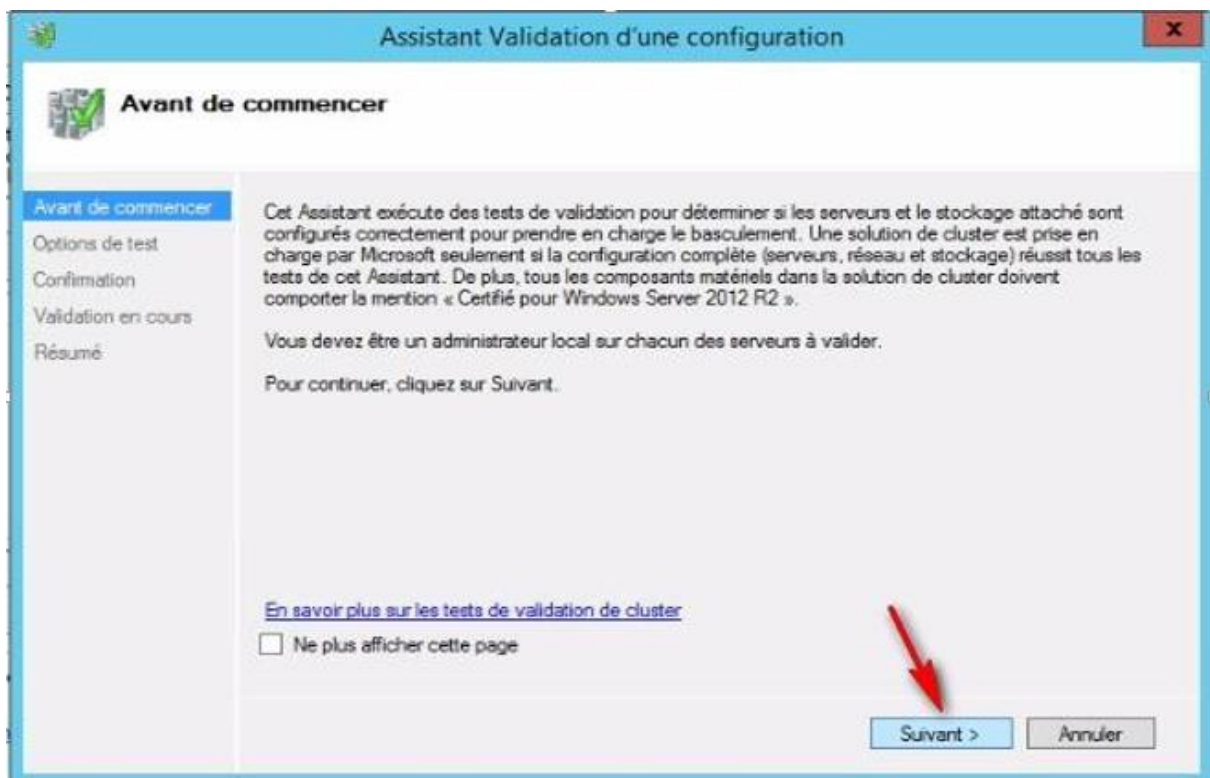 Assistant Validation d'une configuration
x
Avant de commencer
Avant de commencer
Options de test
Confirmation
Validation en cours
Résumé
Cet Assistant exécute des tests de validation pour déterminer si les serveurs et le stockage attaché sont
configurés correctement pour prendre en charge le basculement. Une solution de cluster est prise en
charge par Microsoft seulement si la configuration complète (serveurs, réseau et stockage) réussit tous les
tests de cet Assistant. De plus, tous les composants matériels dans la solution de cluster doivent
comporter la mention « Certifié pour Windows Server 2012 R2 ».
Vous devez être un administrateur local sur chacun des serveurs à valider.
Pour continuer, cliquez sur Suivant.
En savoir plus sur les tests de validation de cluster
Ne plus afficher cette page
Suivant >
Annuler